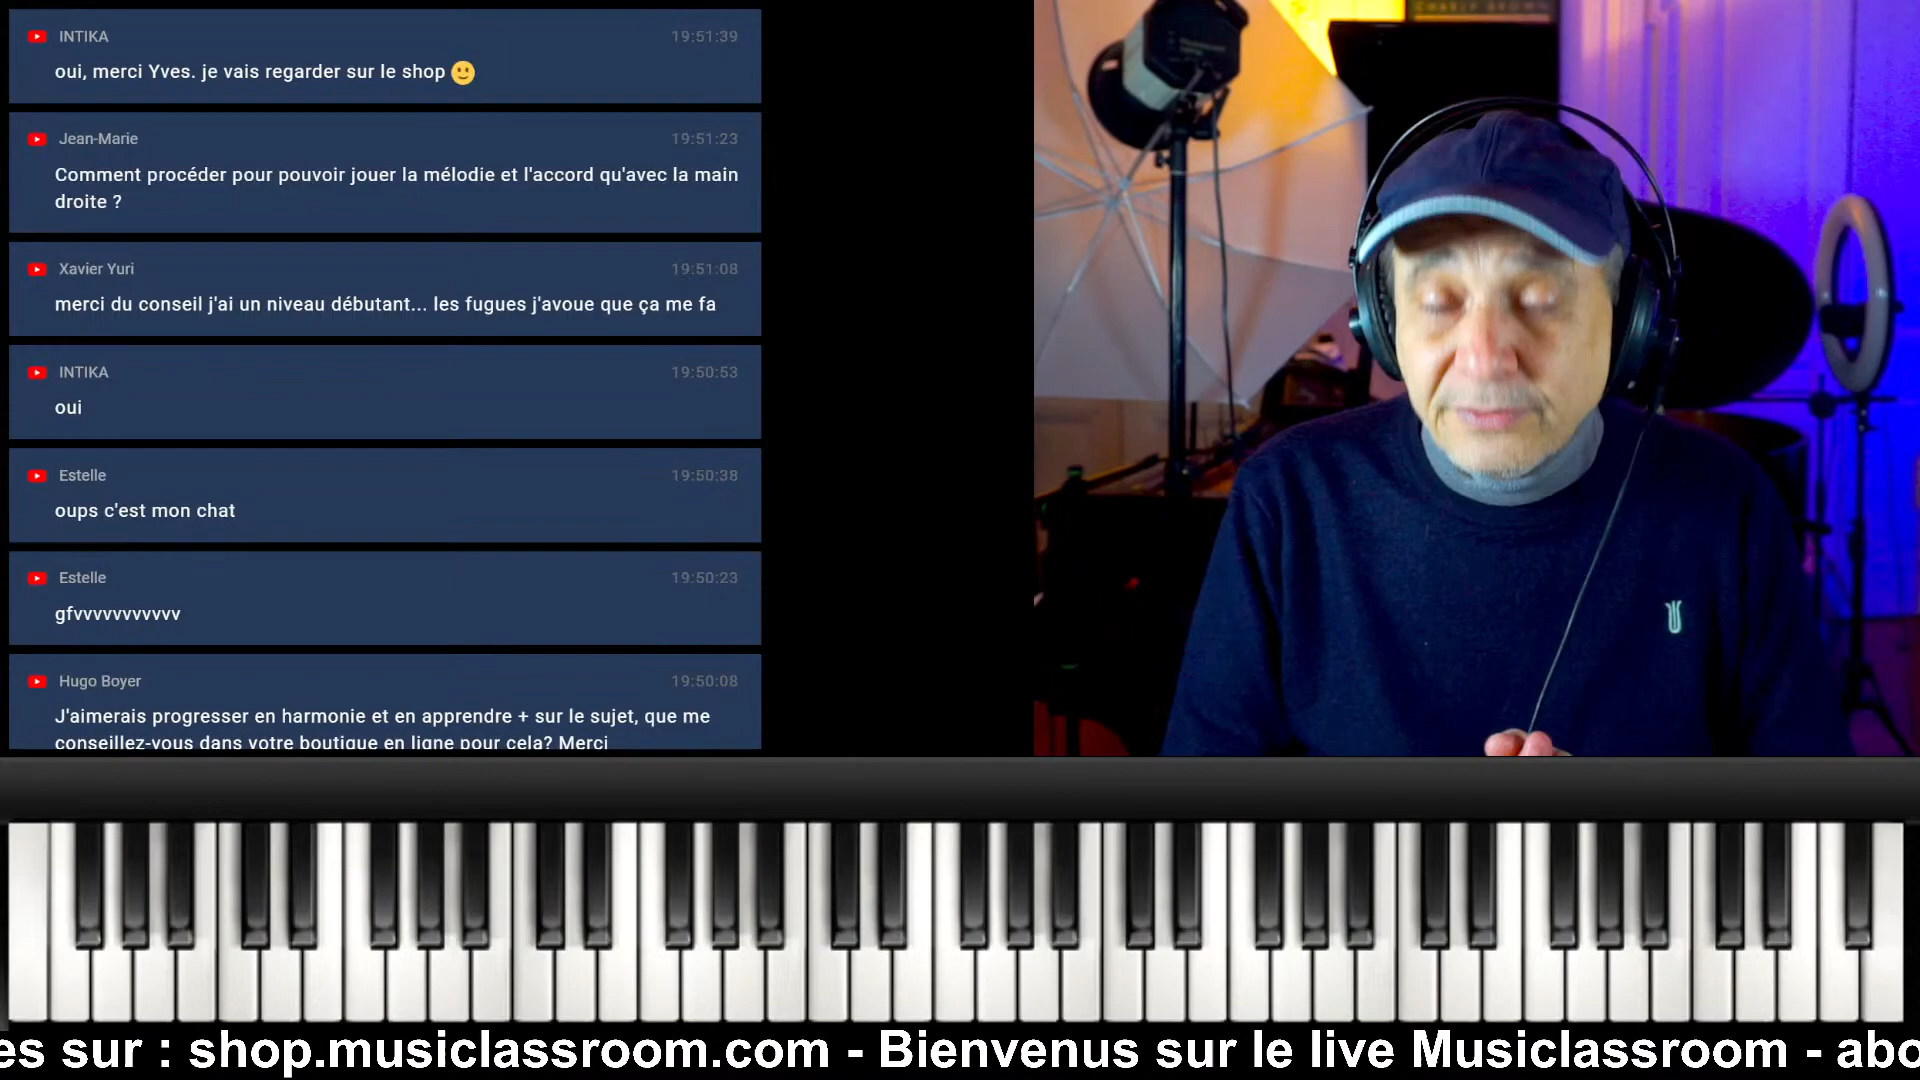 INTIKA 19:51:39
oui, merci Yves. je vais regarder sur le shop 🙂
Jean-Marie 19:51:23
Comment procéder pour pouvoir jouer la mélodie et l'accord qu'avec la main
droite ?
Xavier Yuri 19:51:08
merci du conseil j'ai un niveau débutant... les fugues j'avoue que ça me fa
INTIKA 19:50:53
oui
Estelle 19:50:38
oups c'est mon chat
Estelle 19:50:23
gfvvvvvvvvvvv
Hugo Boyer 19:50:08
J'aimerais progresser en harmonie et en apprendre + sur le sujet, que me
conseillez-vous dans votre boutique en ligne pour cela? Merci
CHARLY BROWN
es sur : shop.musiclassroom.com - Bienvenus sur le live Musiclassroom - abo